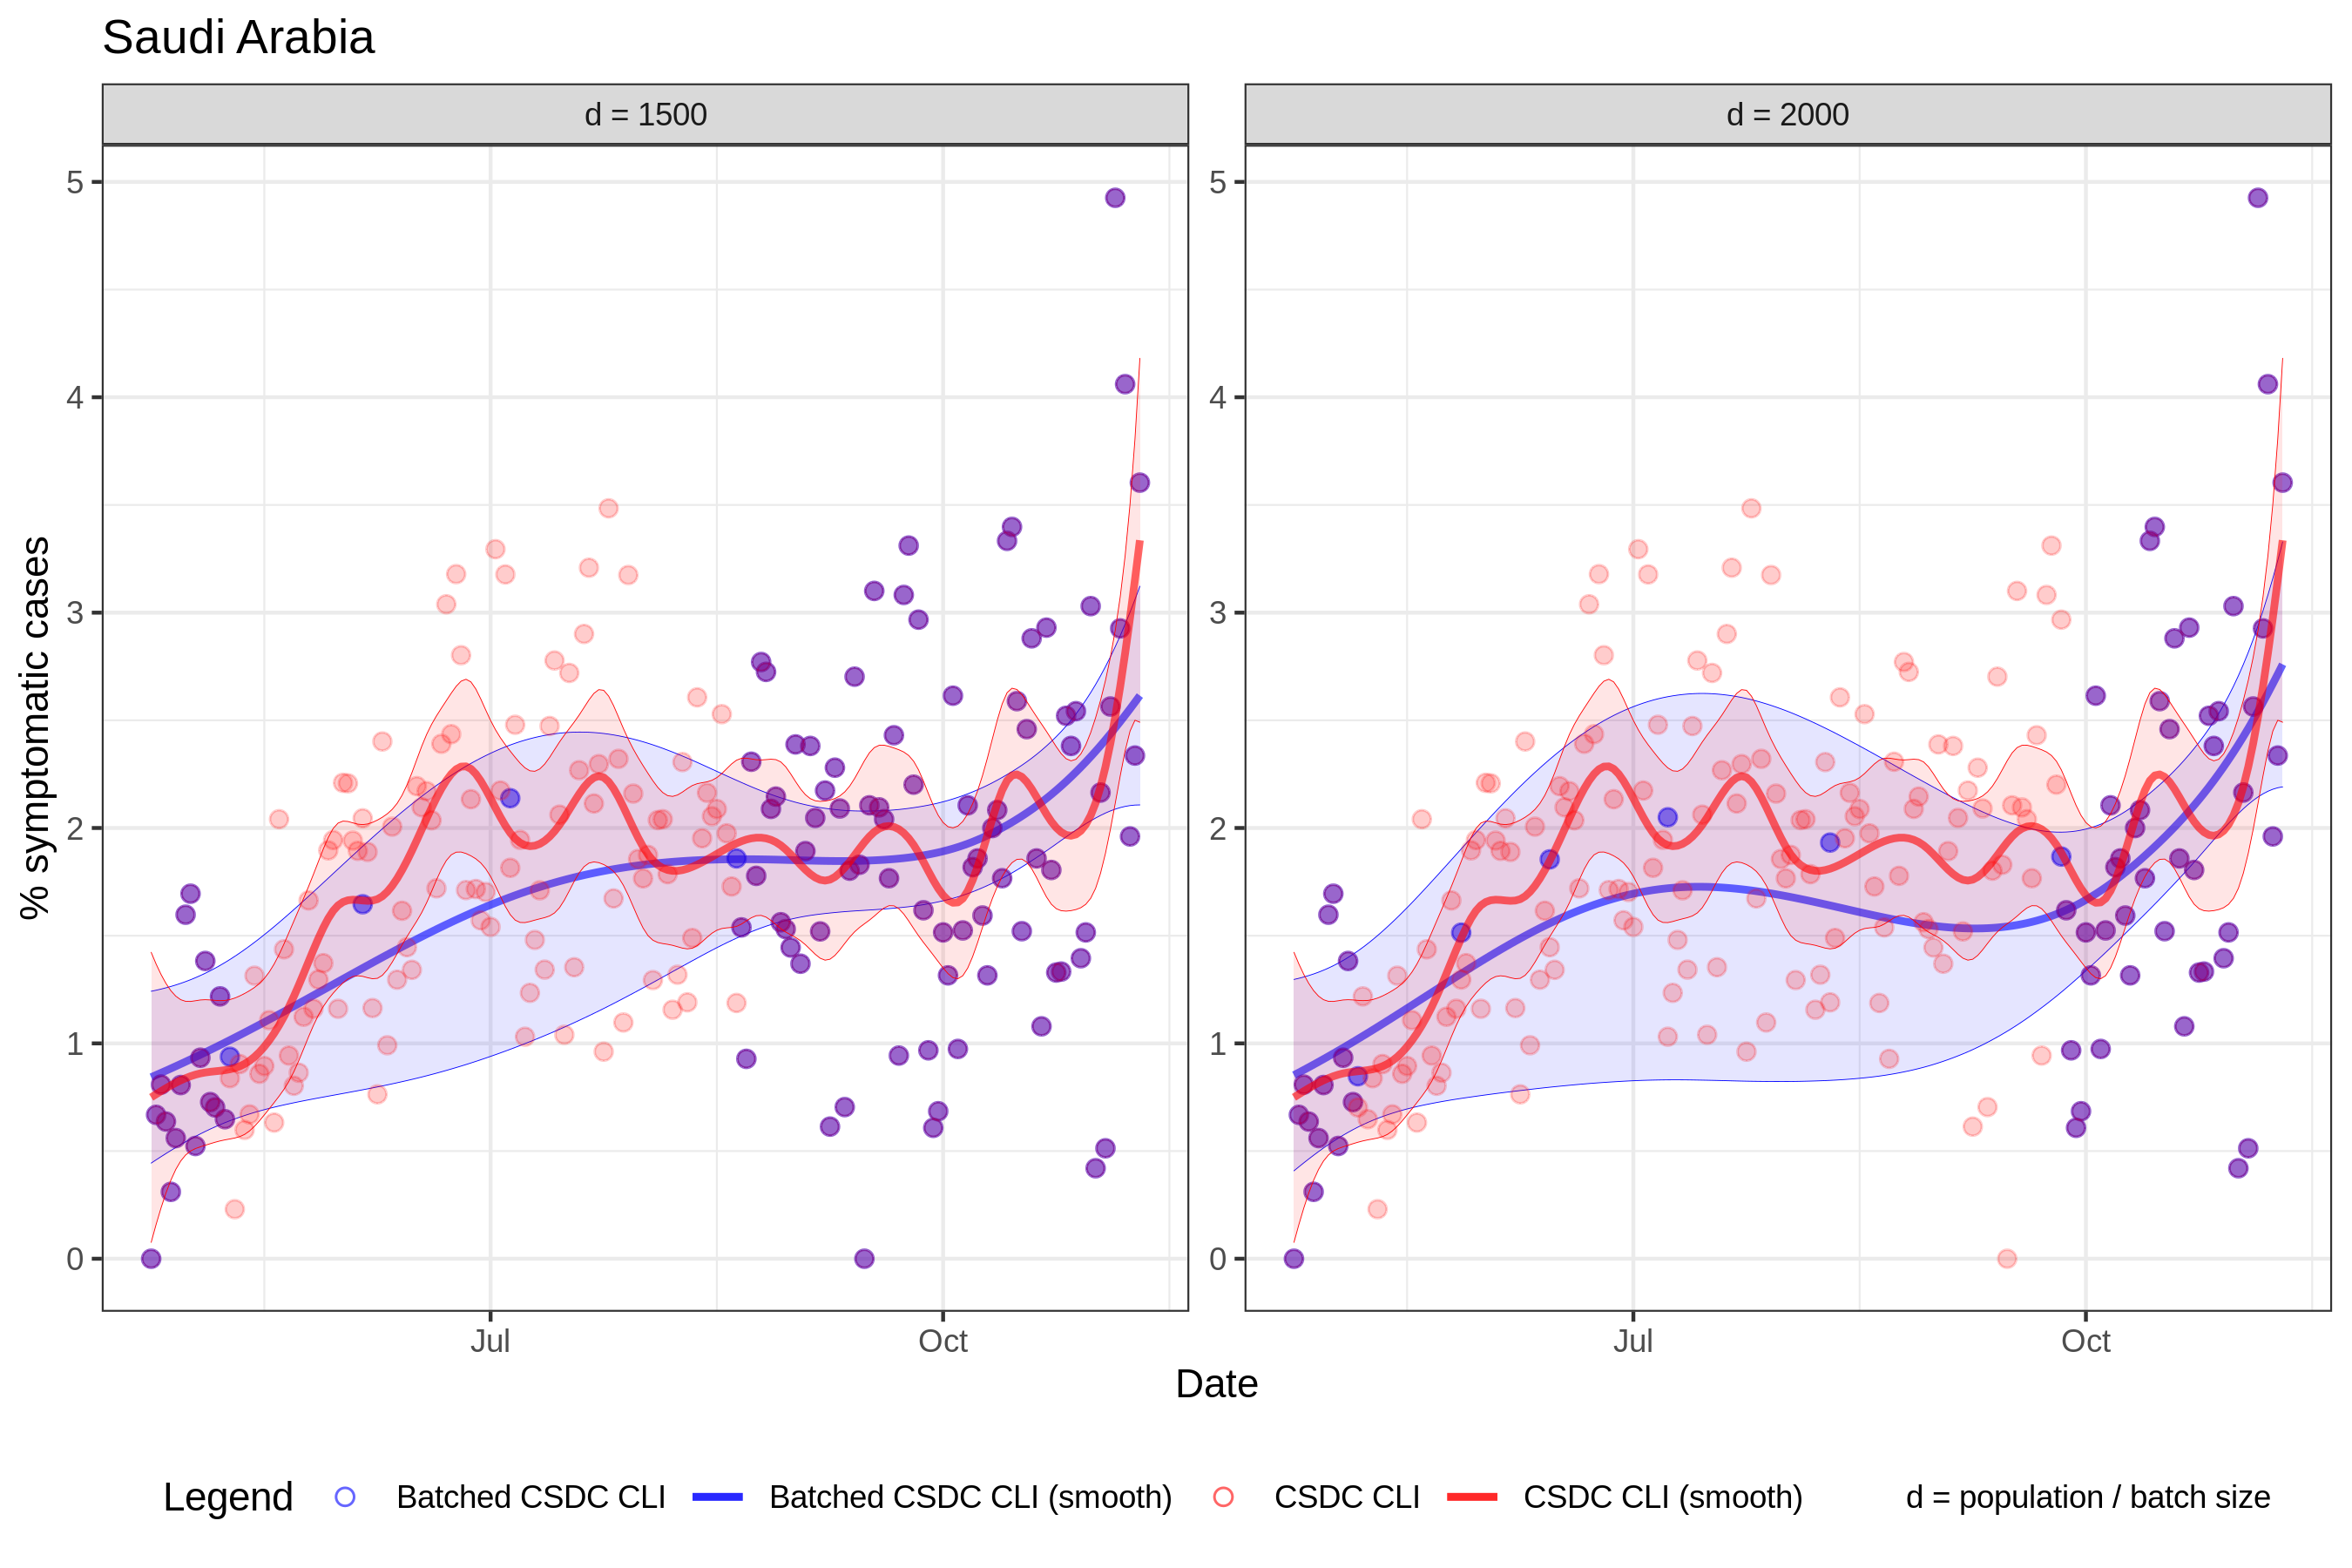 Saudi Arabia
d = 1500
d = 2000
% symptomatic cases
5
4
3
2
1
0
5
4
3
2
1
0
Jul
Oct
Jul
Oct
Date
Legend
Batched CSDC CLI
Batched CSDC CLI (smooth)
CSDC CLI
CSDC CLI (smooth)
d = population / batch size